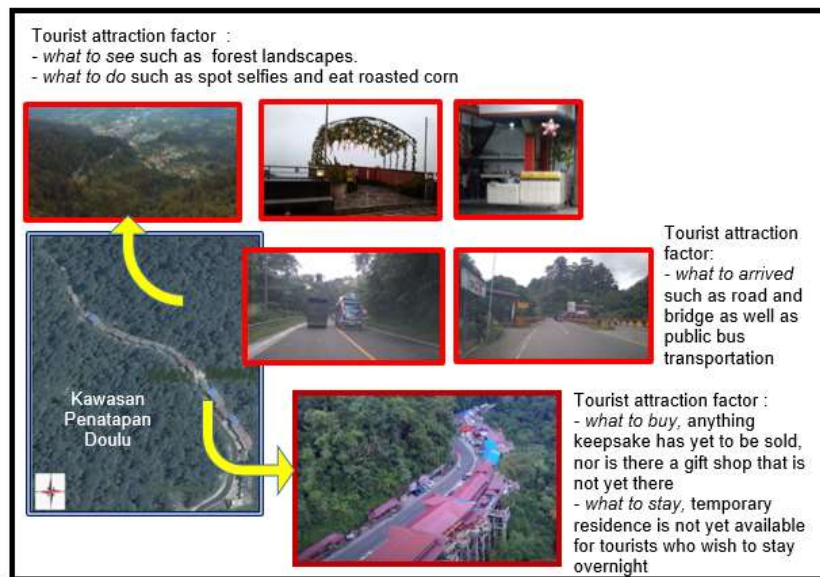 Tourist attraction factor :
- what to see such as forest landscapes.
- what to do such as spot selfies and eat roasted corn
Tourist attraction
factor:
- what to arrived
such as road and
bridge as well as
public bus
transportation
Kawasan
Penatapan
Doulu
Tourist attraction factor :
- what to buy, anything
keepsake has yet to be sold,
nor is there a gift shop that is
not yet there
- what to stay, temporary
residence is not yet available
for tourists who wish to stay
overnight